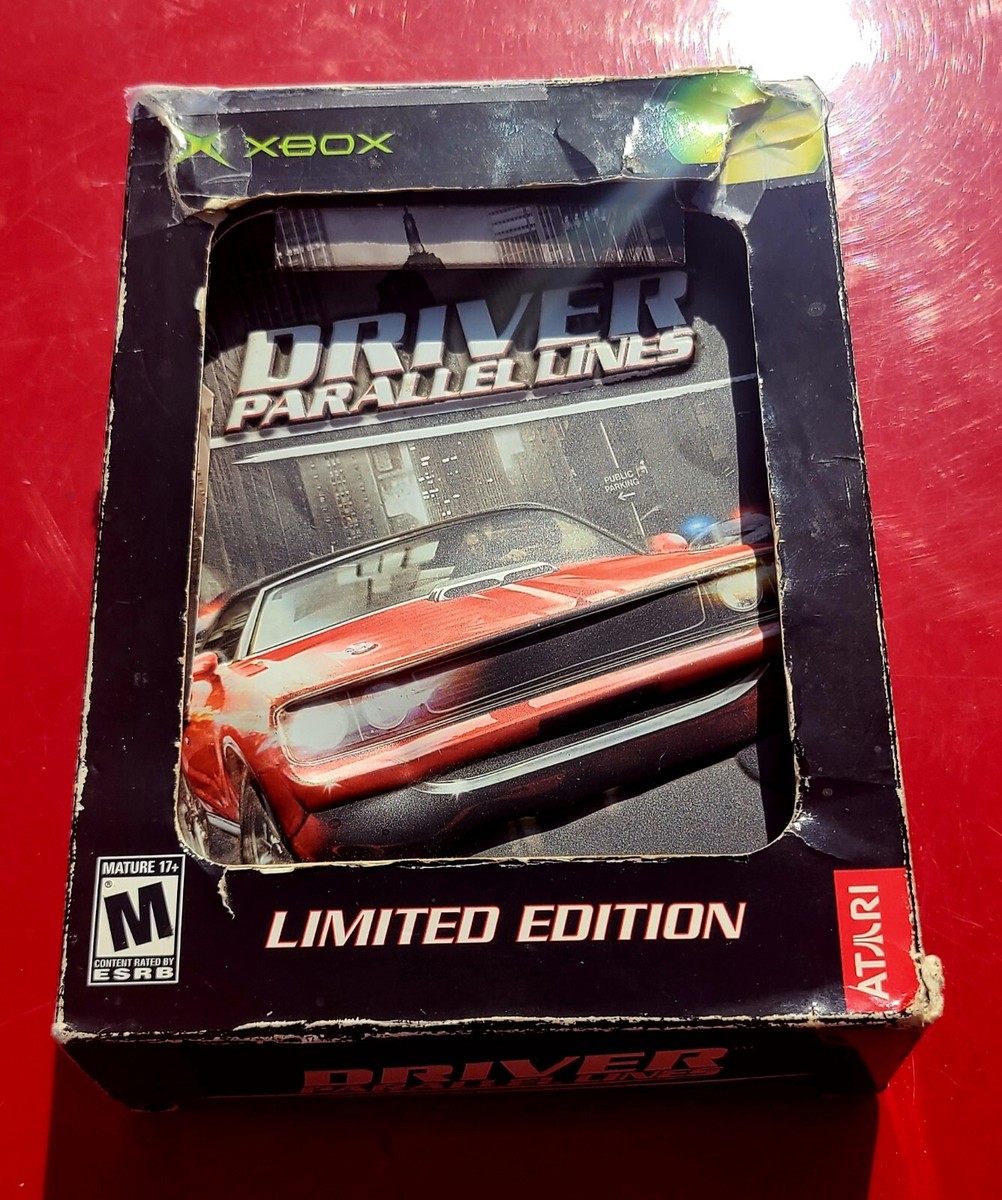 XBOX
DRIVER
PARALLEL LINES
PUBLIC
PARKING
MATURE 17+
M
®
CONTENT RATED BY
ESRB
LIMITED EDITION
ATARI
DRIVER
PARALLEL LINES